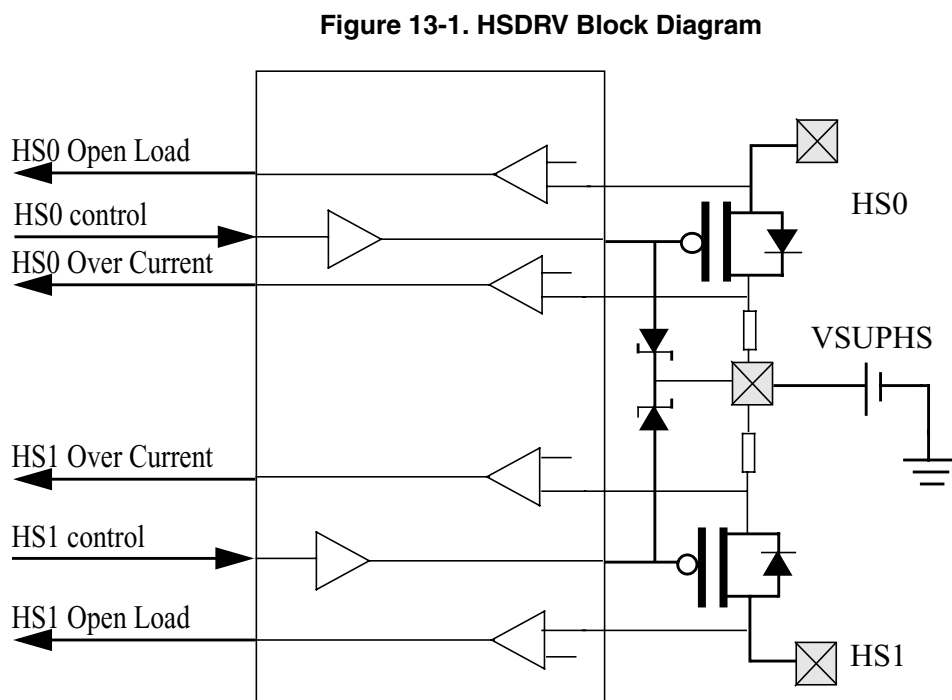 Figure 13-1. HSDRV Block Diagram
HS0 Open Load
HS0 control
HS0
HS0 Over Current
VSUPHS
HS1 Over Current
HS1 control
HS1 Open Load
HS1